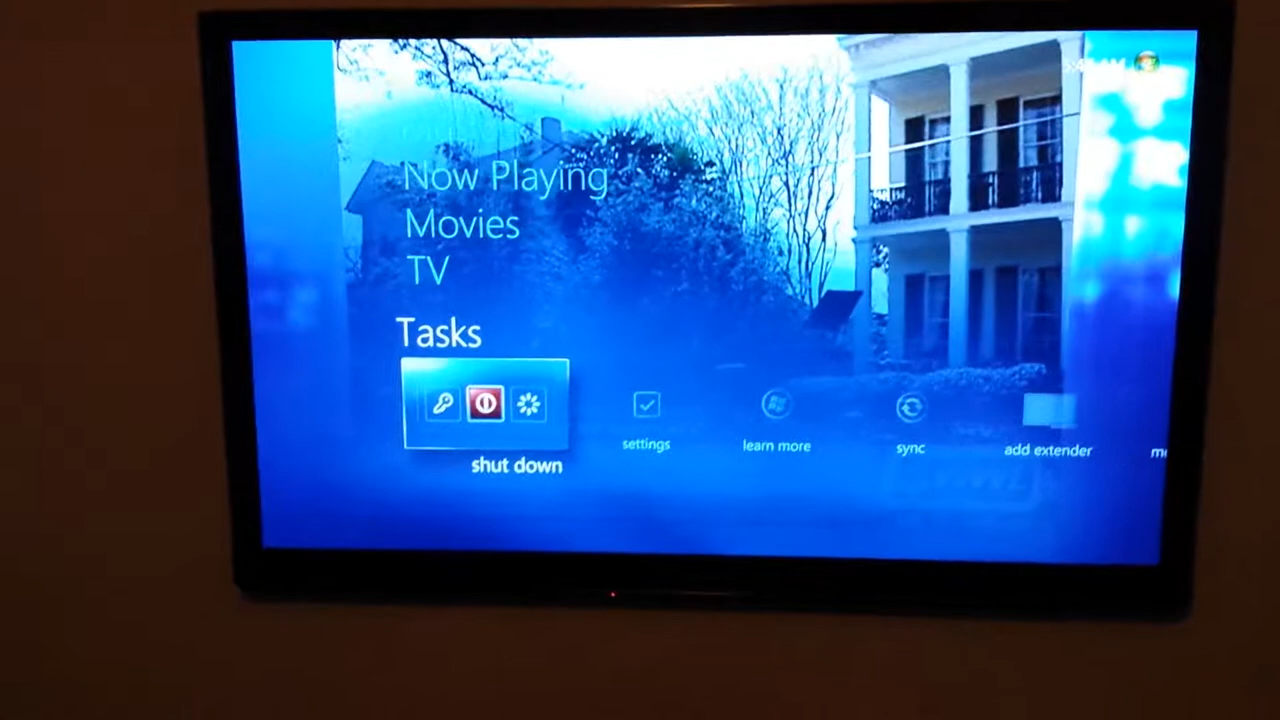 Now Playing
Movies
TV
Tasks
shut down
settings
learn more
sync
add extender